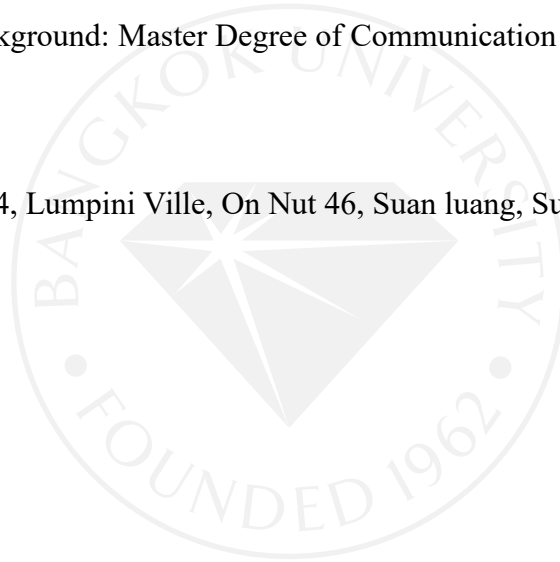 kground: Master Degree of Communication
4, Lumpini Ville, On Nut 46, Suan luang, Su
BANGKOK UNIVERSITY
FOUNDED 1962